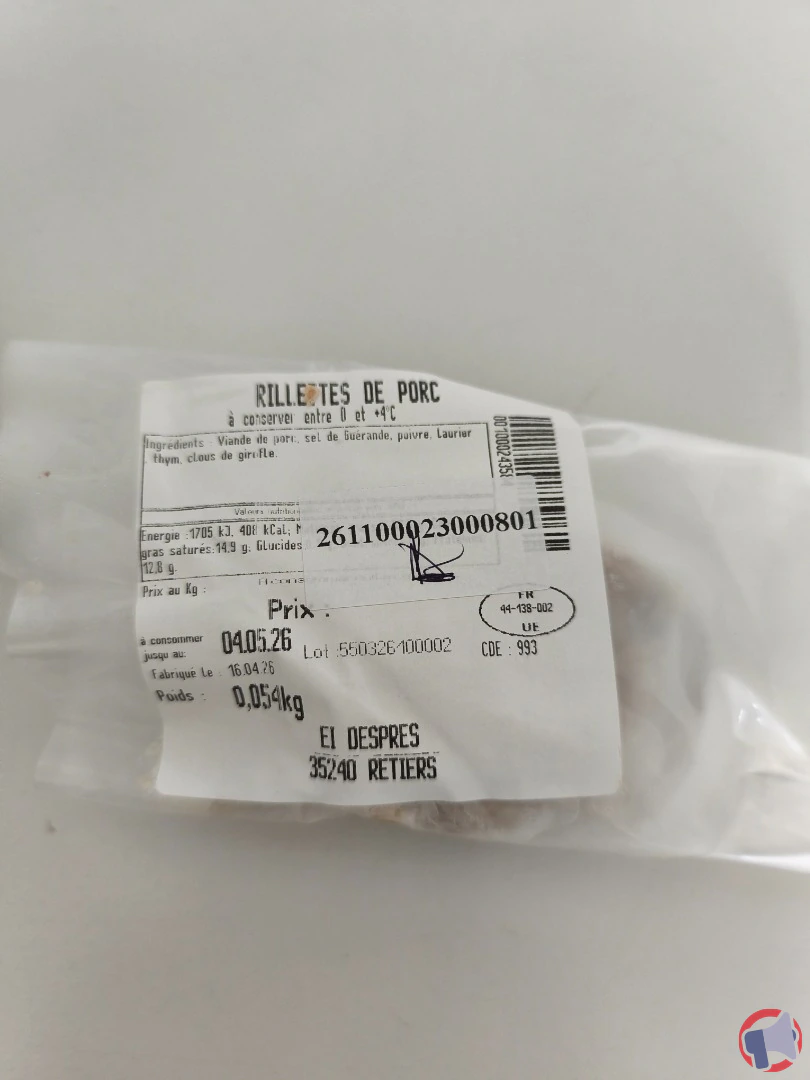 RILLETTES DE PORC
à conserver entre 0 et +4°C
Ingrédients : Viande de porc, sel de Guérande, poivre, Laurier
, thym, clous de girofle.
Valeurs nutrition
Energie :1705 kJ, 408 kCal; M
gras saturés:14,9 g; Glucides
12,8 g.
261100023000801
Prix au Kg :
Prix :
FR
44-138-002
UE
à consommer
jusqu au:
04.05.26
Lot :550326100002
CDE : 993
Fabriqué Le : 16.04.26
Poids : 0,054kg
EI DESPRES
35240 RETIERS